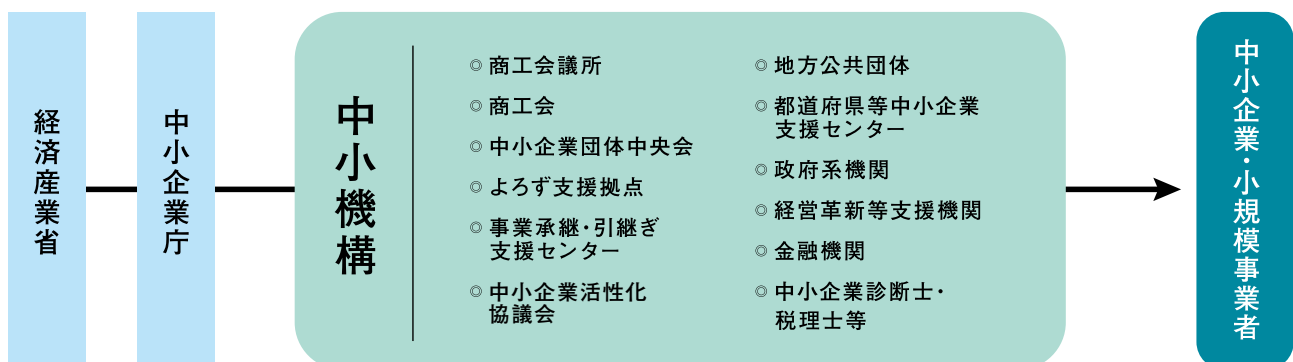 経済産業省
中小企業庁
中小機構
◎ 商工会議所
◎ 商工会
◎ 中小企業団体中央会
◎ よろず支援拠点
◎ 事業承継・引継ぎ
支援センター
◎ 中小企業活性化
協議会
◎ 地方公共団体
◎ 都道府県等中小企業
支援センター
◎ 政府系機関
◎ 経営革新等支援機関
◎ 金融機関
◎ 中小企業診断士・
税理士等
中小企業・小規模事業者